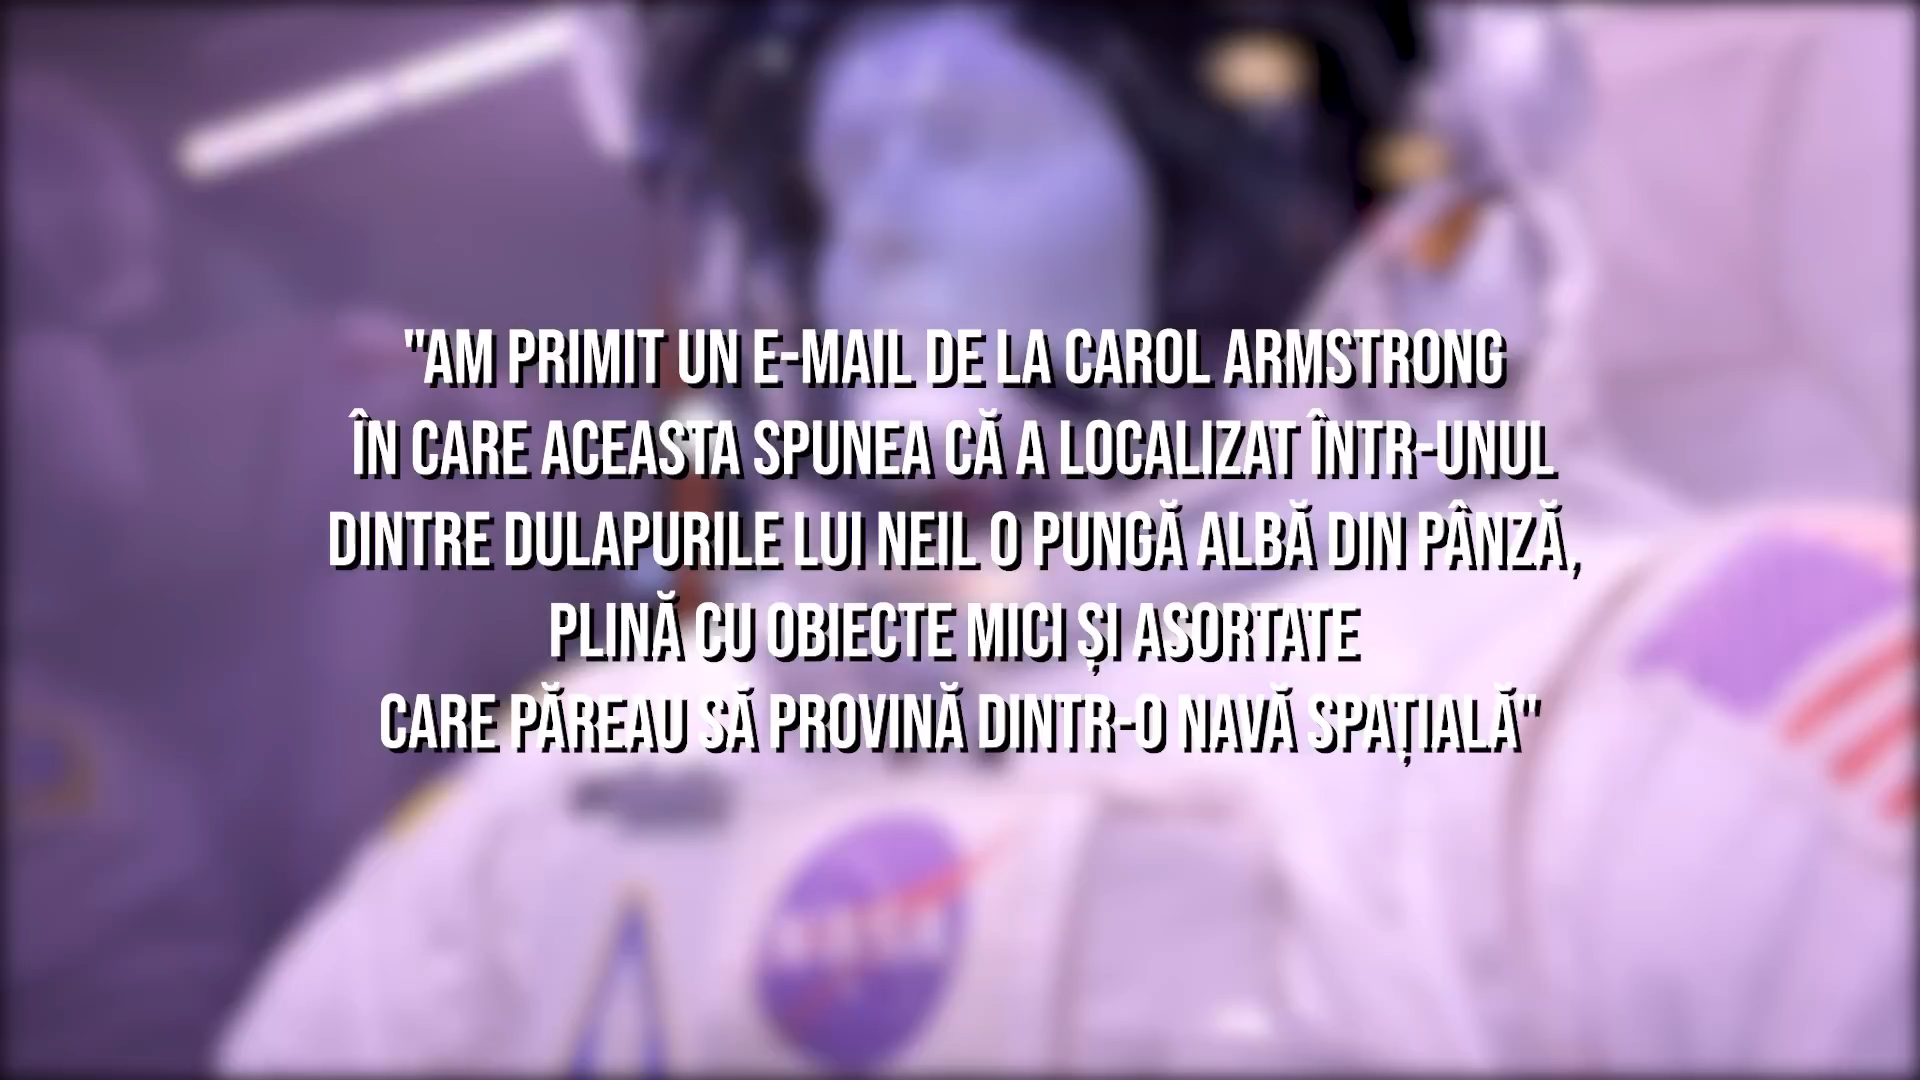 "AM PRIMIT UN E-MAIL DE LA CAROL ARMSTRONG
ÎN CARE ACEASTA SPUNEA CĂ A LOCALIZAT ÎNTR-UNUL
DINTRE DULAPURILE LUI NEIL O PUNGĂ ALBĂ DIN PÂNZĂ,
PLINĂ CU OBIECTE MICI ȘI ASORTATE
CARE PĂREAU SĂ PROVINĂ DINTR-O NAVĂ SPAȚIALĂ"